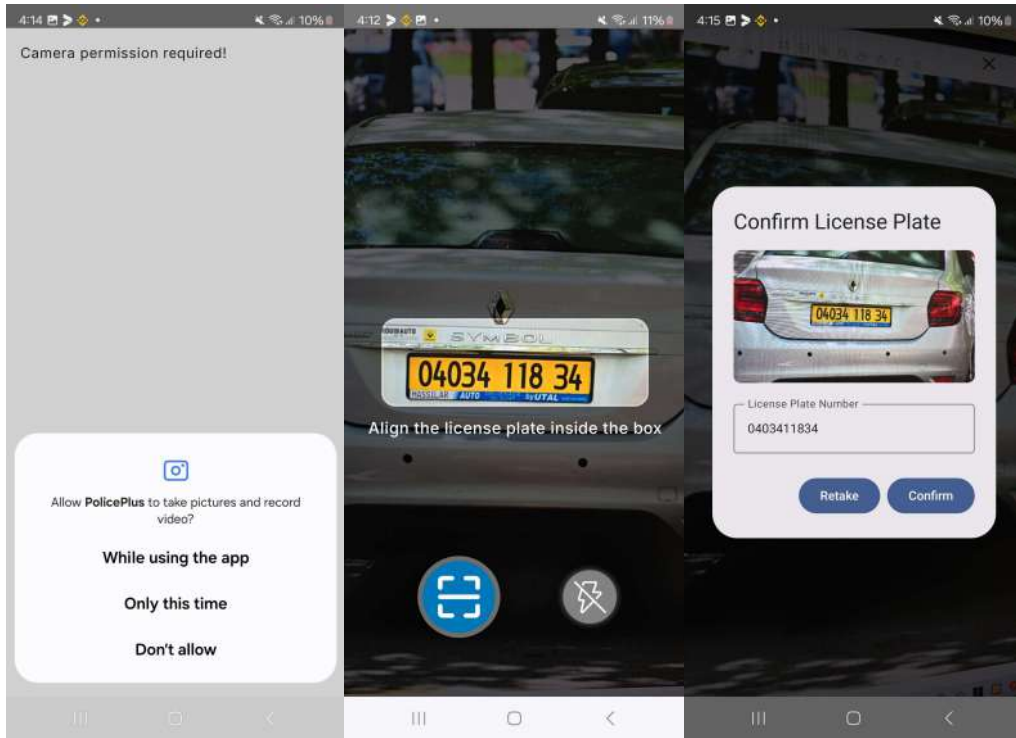 4:14
10%
Camera permission required!
Allow PolicePlus to take pictures and record
video?
While using the app
Only this time
Don't allow
4:12
11%
SYMBOL
04034 118 34
AUTO
Align the license plate inside the box
4:15
10%
Confirm License Plate
04034 118 34
License Plate Number
0403411834
Retake
Confirm